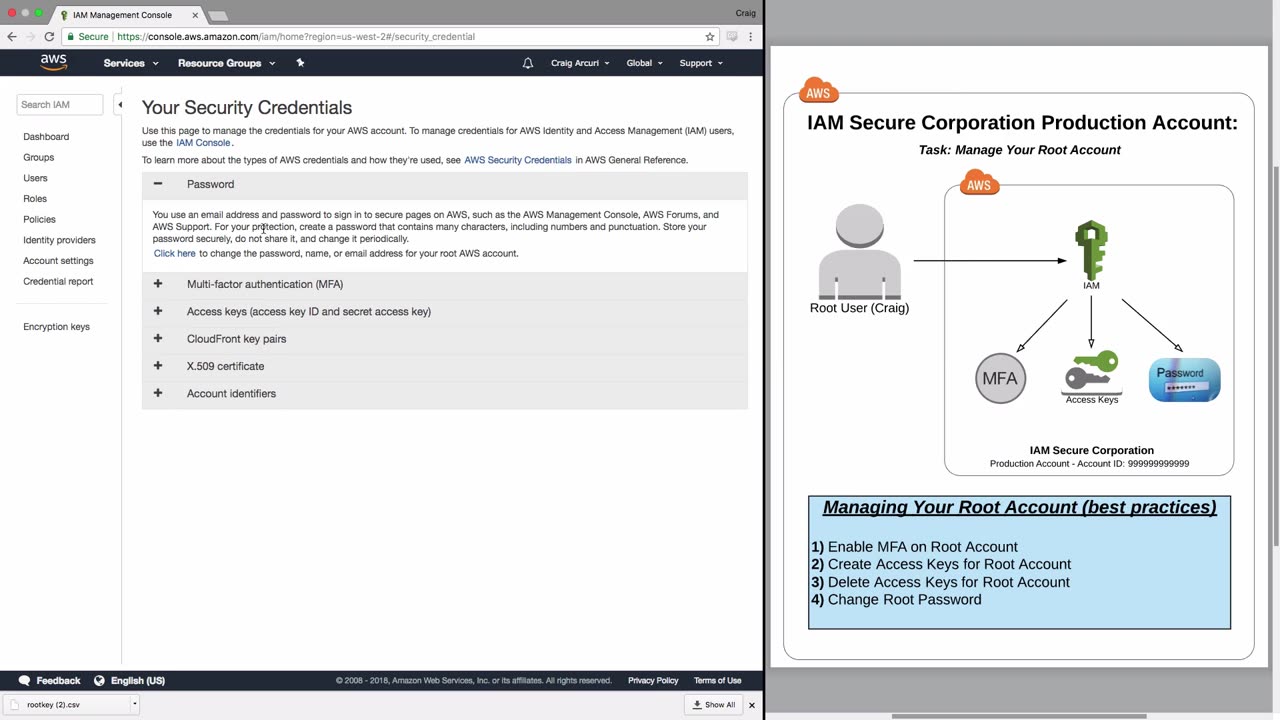 IAM Management Console
Craig
Secure
https://console.aws.amazon.com/iam/home?region=us-west-2#/security_credential
aws
Services
Resource Groups
Craig Arcuri
Global
Support
Search IAM
Dashboard
Groups
Users
Roles
Policies
Identity providers
Account settings
Credential report
Encryption keys
Your Security Credentials
Use this page to manage the credentials for your AWS account. To manage credentials for AWS Identity and Access Management (IAM) users,
use the IAM Console.
To learn more about the types of AWS credentials and how they're used, see AWS Security Credentials in AWS General Reference.
Password
You use an email address and password to sign in to secure pages on AWS, such as the AWS Management Console, AWS Forums, and
AWS Support. For your protection, create a password that contains many characters, including numbers and punctuation. Store your
password securely, do not share it, and change it periodically.
Click here to change the password, name, or email address for your root AWS account.
Multi-factor authentication (MFA)
Access keys (access key ID and secret access key)
CloudFront key pairs
X.509 certificate
Account identifiers
Feedback
English (US)
© 2008 - 2018, Amazon Web Services, Inc. or its affiliates. All rights reserved.
Privacy Policy
Terms of Use
rootkey (2).csv
Show All
AWS
IAM Secure Corporation Production Account:
Task: Manage Your Root Account
AWS
Root User (Craig)
IAM
MFA
Access Keys
Password
IAM Secure Corporation
Production Account - Account ID: 999999999999
Managing Your Root Account (best practices)
1) Enable MFA on Root Account
2) Create Access Keys for Root Account
3) Delete Access Keys for Root Account
4) Change Root Password